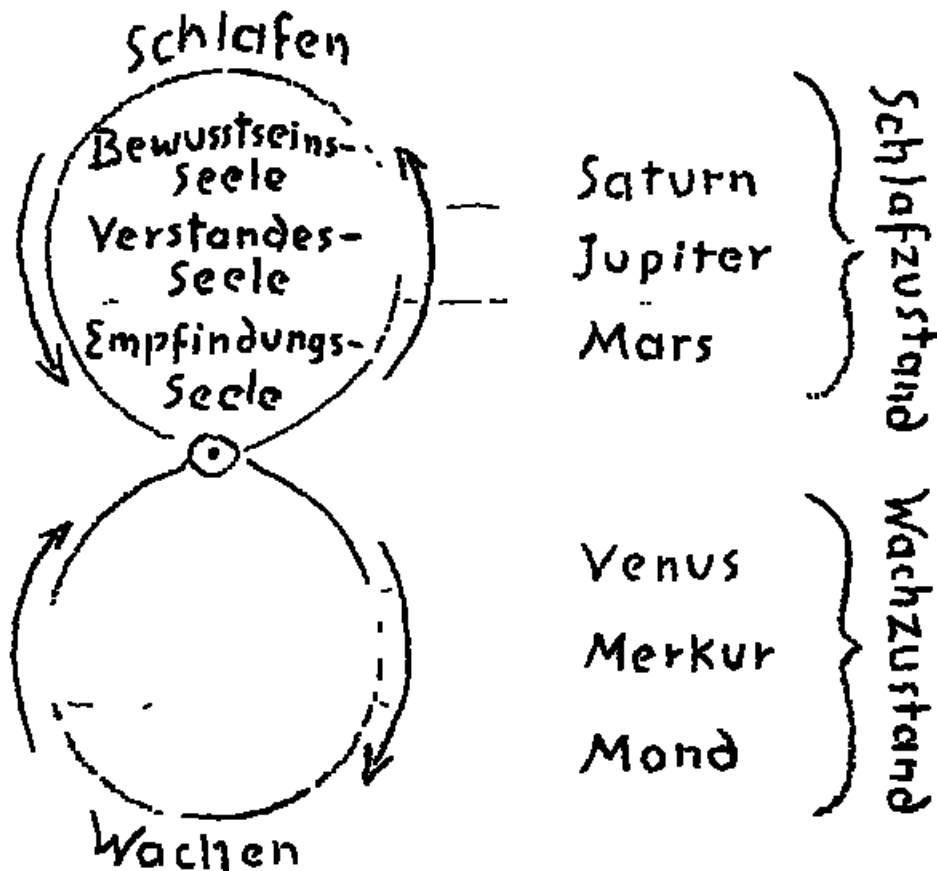 Schlafen
Bewusstseins-
Seele
Verstandes-
Seele
Empfindungs-
Seele
Wachen
Saturn
Jupiter
Mars
Schlafzustand
Venus
Merkur
Mond
Wachzustand